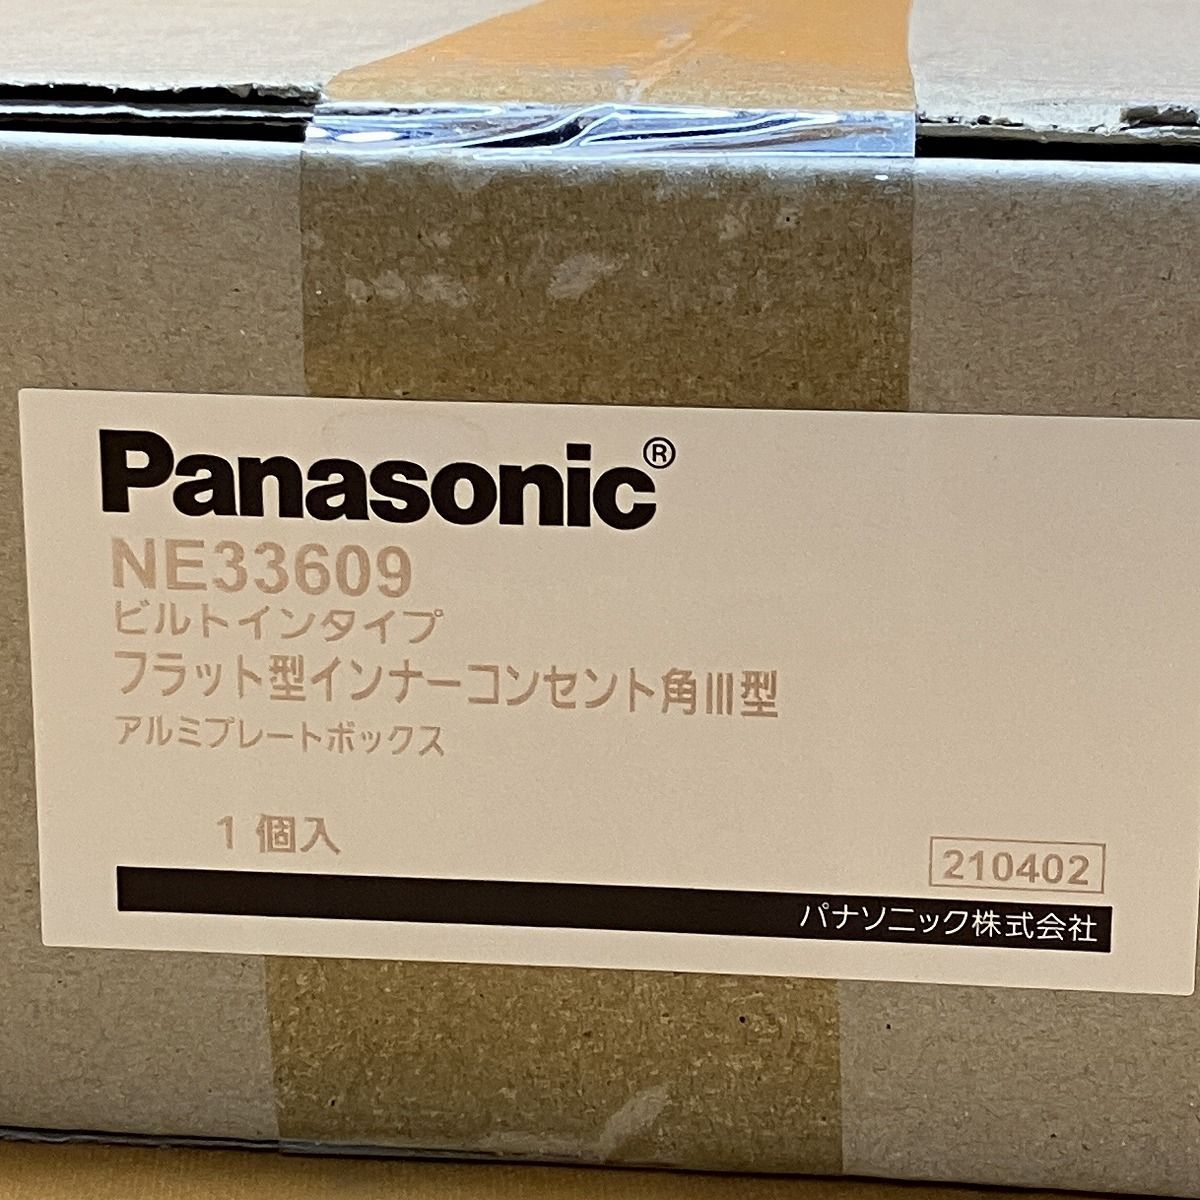 Panasonic®
NE33609
ビルトインタイプ
フラット型インナーコンセント角Ⅲ型
アルミプレートボックス
1 個入
210402
パナソニック株式会社